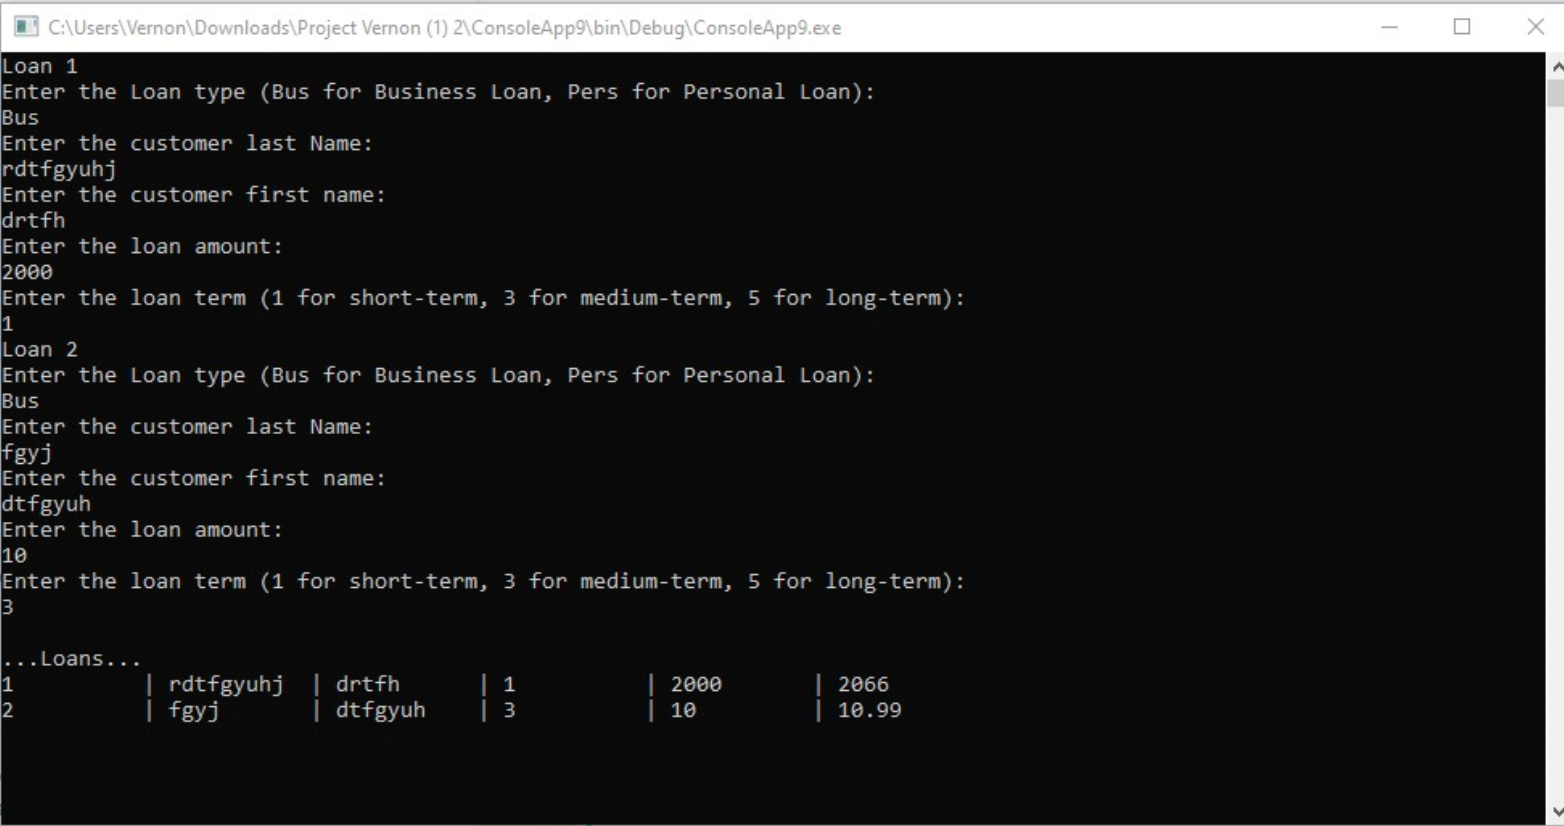 C:\Users\Vernon\Downloads\Project Vernon (1) 2\ConsoleApp9\bin\Debug\ConsoleApp9.exe
Loan 1
Enter the Loan type (Bus for Business Loan, Pers for Personal Loan):
Bus
Enter the customer last Name:
rdtfgyuhj
Enter the customer first name:
drtfh
Enter the loan amount:
2000
Enter the loan term (1 for short-term, 3 for medium-term, 5 for long-term):
1
Loan 2
Enter the Loan type (Bus for Business Loan, Pers for Personal Loan):
Bus
Enter the customer last Name:
fgyj
Enter the customer first name:
dtfgyuh
Enter the loan amount:
10
Enter the loan term (1 for short-term, 3 for medium-term, 5 for long-term):
3
...Loans...
1 | rdtfgyuhj | drtfh | 1 | 2000 | 2066
2 | fgyj | dtfgyuh | 3 | 10 | 10.99